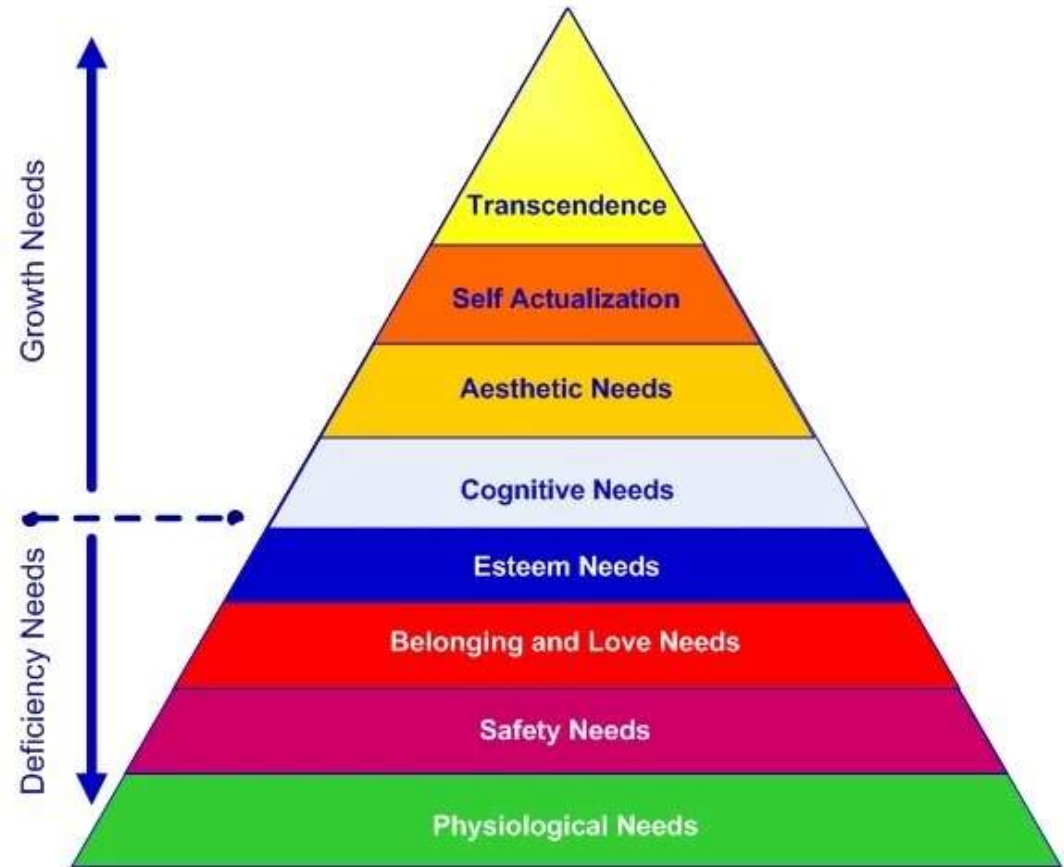 Growth Needs
Deficiency Needs
Transcendence
Self Actualization
Aesthetic Needs
Cognitive Needs
Esteem Needs
Belonging and Love Needs
Safety Needs
Physiological Needs